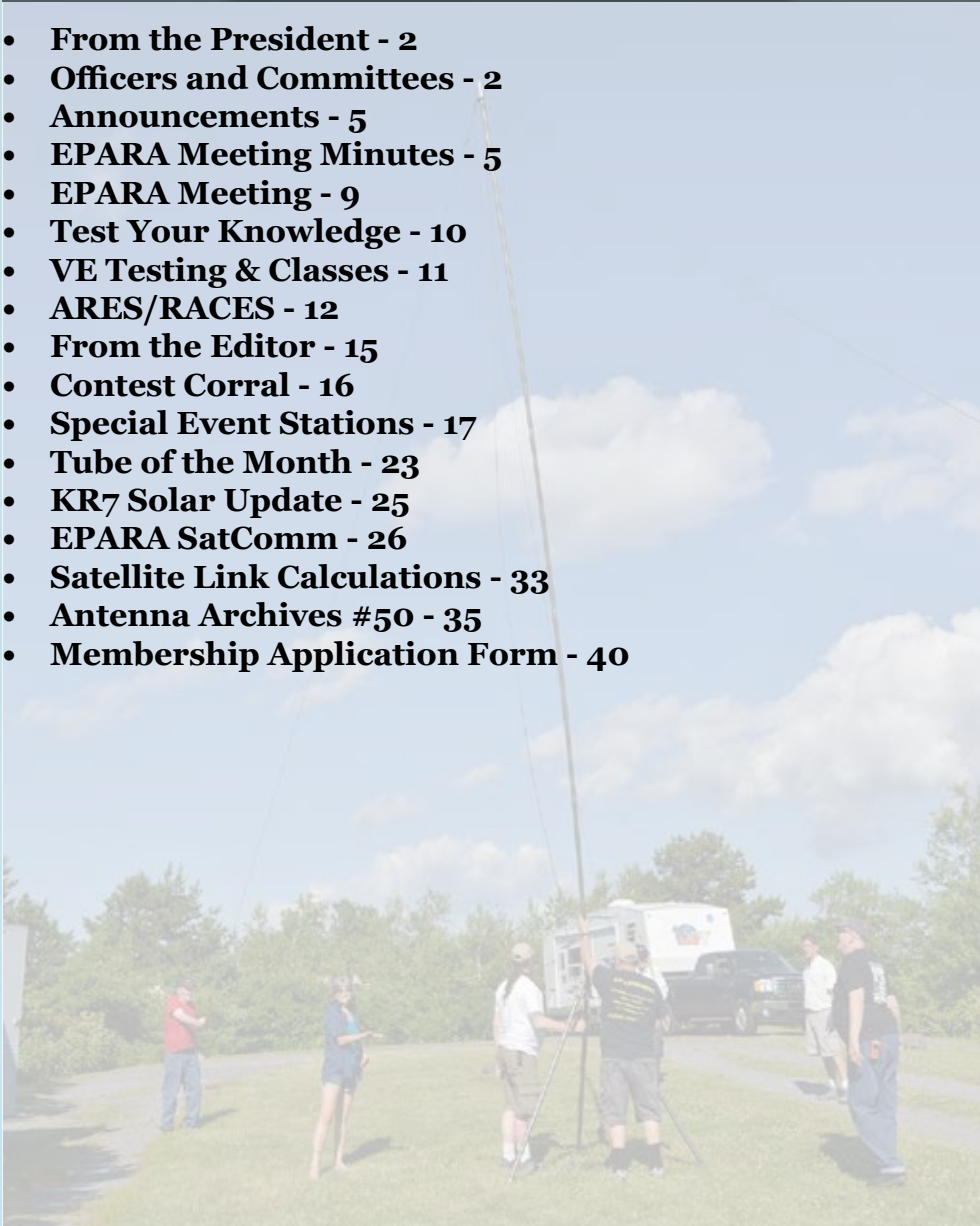 • From the President - 2
• Officers and Committees - 2
• Announcements - 5
• EPARA Meeting Minutes - 5
• EPARA Meeting - 9
• Test Your Knowledge - 10
• VE Testing & Classes - 11
• ARES/RACES - 12
• From the Editor - 15
• Contest Corral - 16
• Special Event Stations - 17
• Tube of the Month - 23
• KR7 Solar Update - 25
• EPARA SatComm - 26
• Satellite Link Calculations - 33
• Antenna Archives #50 - 35
• Membership Application Form - 40